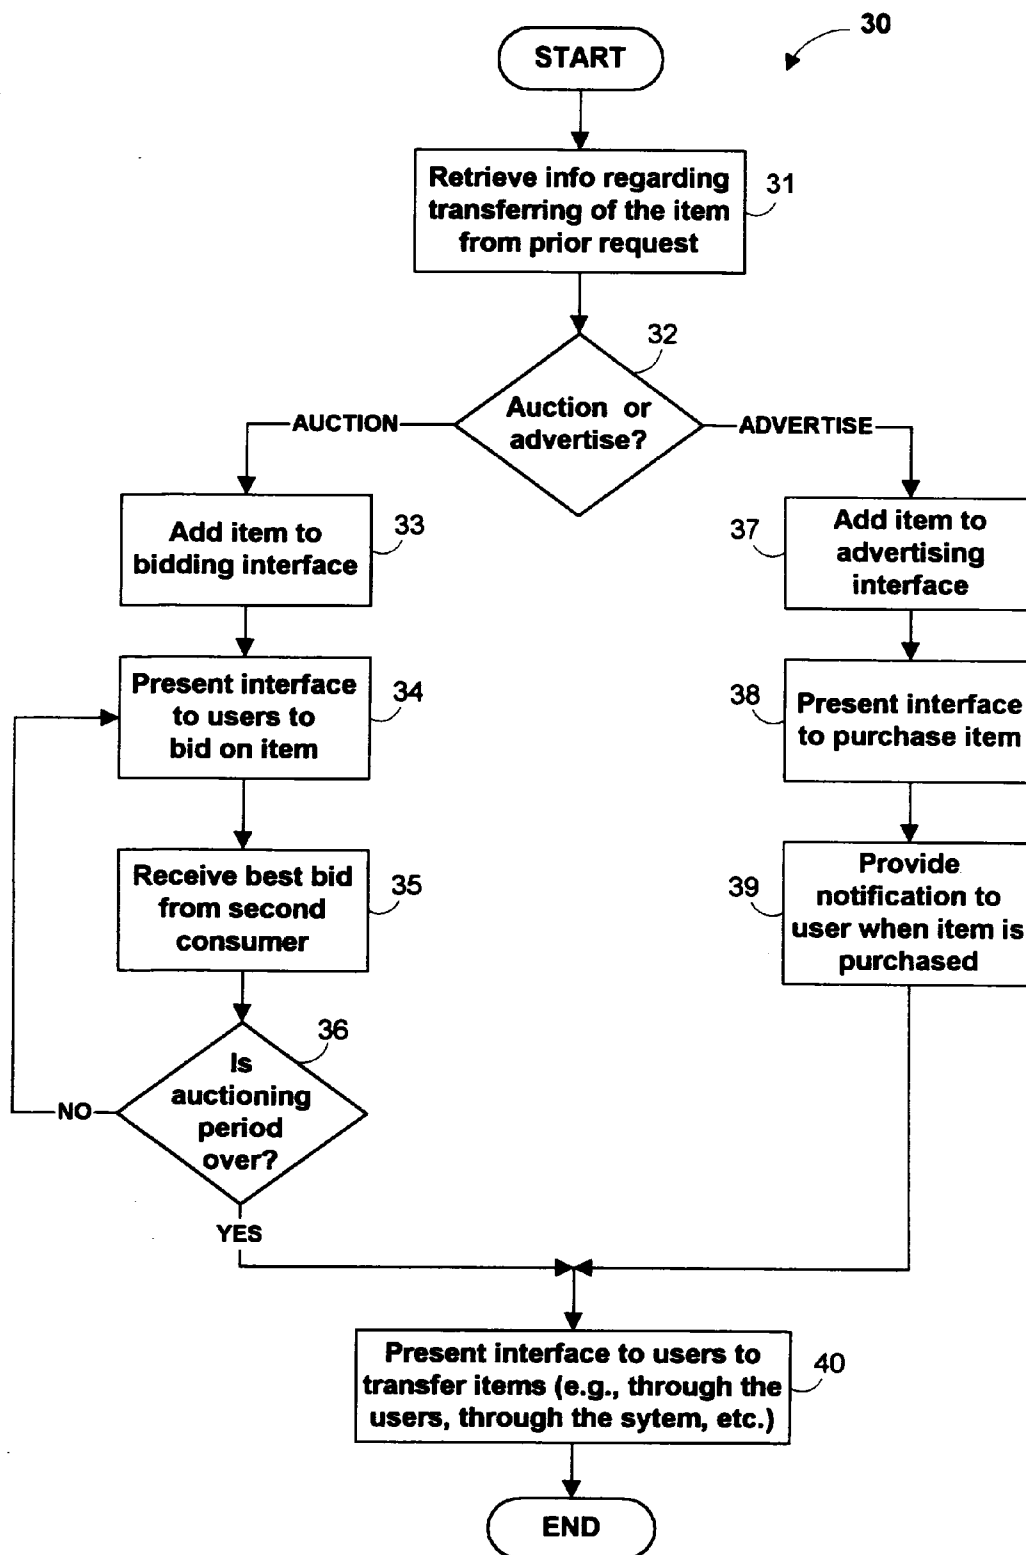 30
START
Retrieve info regarding
transferring of the item
from prior request
31
32
Auction or
advertise?
AUCTION
ADVERTISE
Add item to
bidding interface
33
37
Add item to
advertising
interface
Present interface
to users to
bid on item
34
38
Present interface
to purchase item
Receive best bid
from second
consumer
35
39
Provide
notification to
user when item is
purchased
36
Is
auctioning
period
over?
NO
YES
Present interface to users to
transfer items (e.g., through the
users, through the sytem, etc.)
40
END